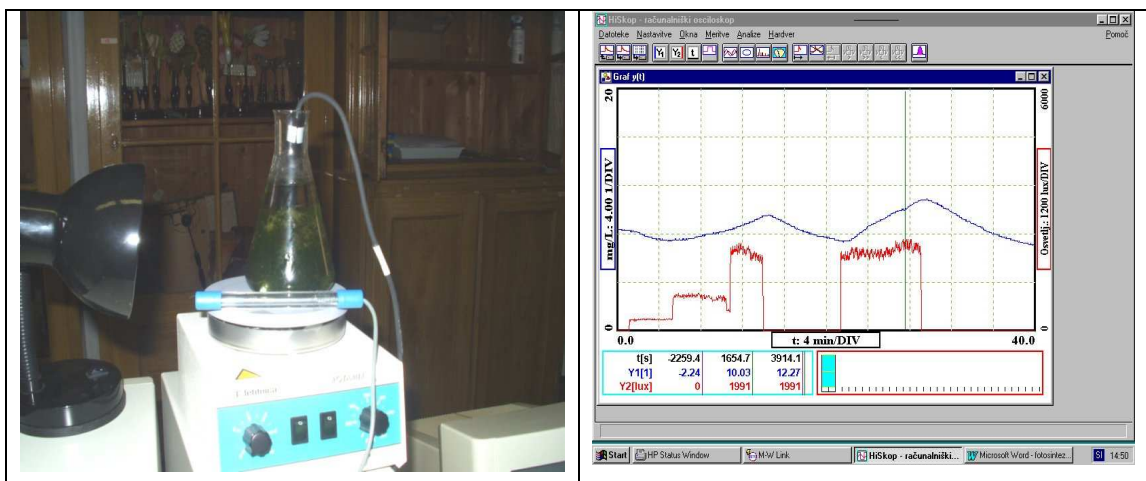 HiSkop - računalniški osciloskop
Datoteke Nastavitve Okna Meritve Analize Hardver Pomoč
Y1 Y2 t
Graf y(t)
20
6000
mg/L: 4.00 1/DIV
Osvetlj.: 1200 lux/DIV
0
0
0.0 t: 4 min/DIV 40.0
t[s] -2259.4 1654.7 3914.1
Y1[1] -2.24 10.03 12.27
Y2[lux] 0 1991 1991
Start HP Status Window M-W Link HiSkop - računalniški... Microsoft Word - fotosintez... SI 14:50